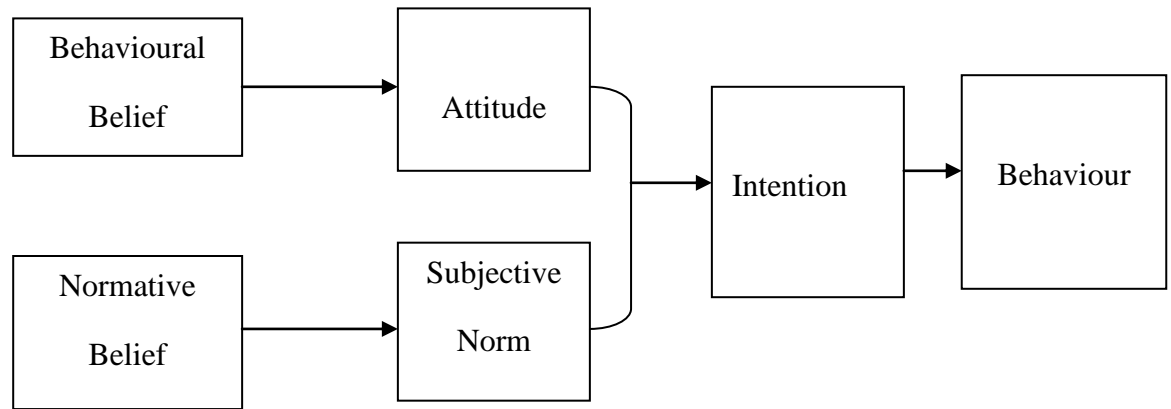 Behavioural
Belief
Attitude
Intention
Behaviour
Normative
Belief
Subjective
Norm